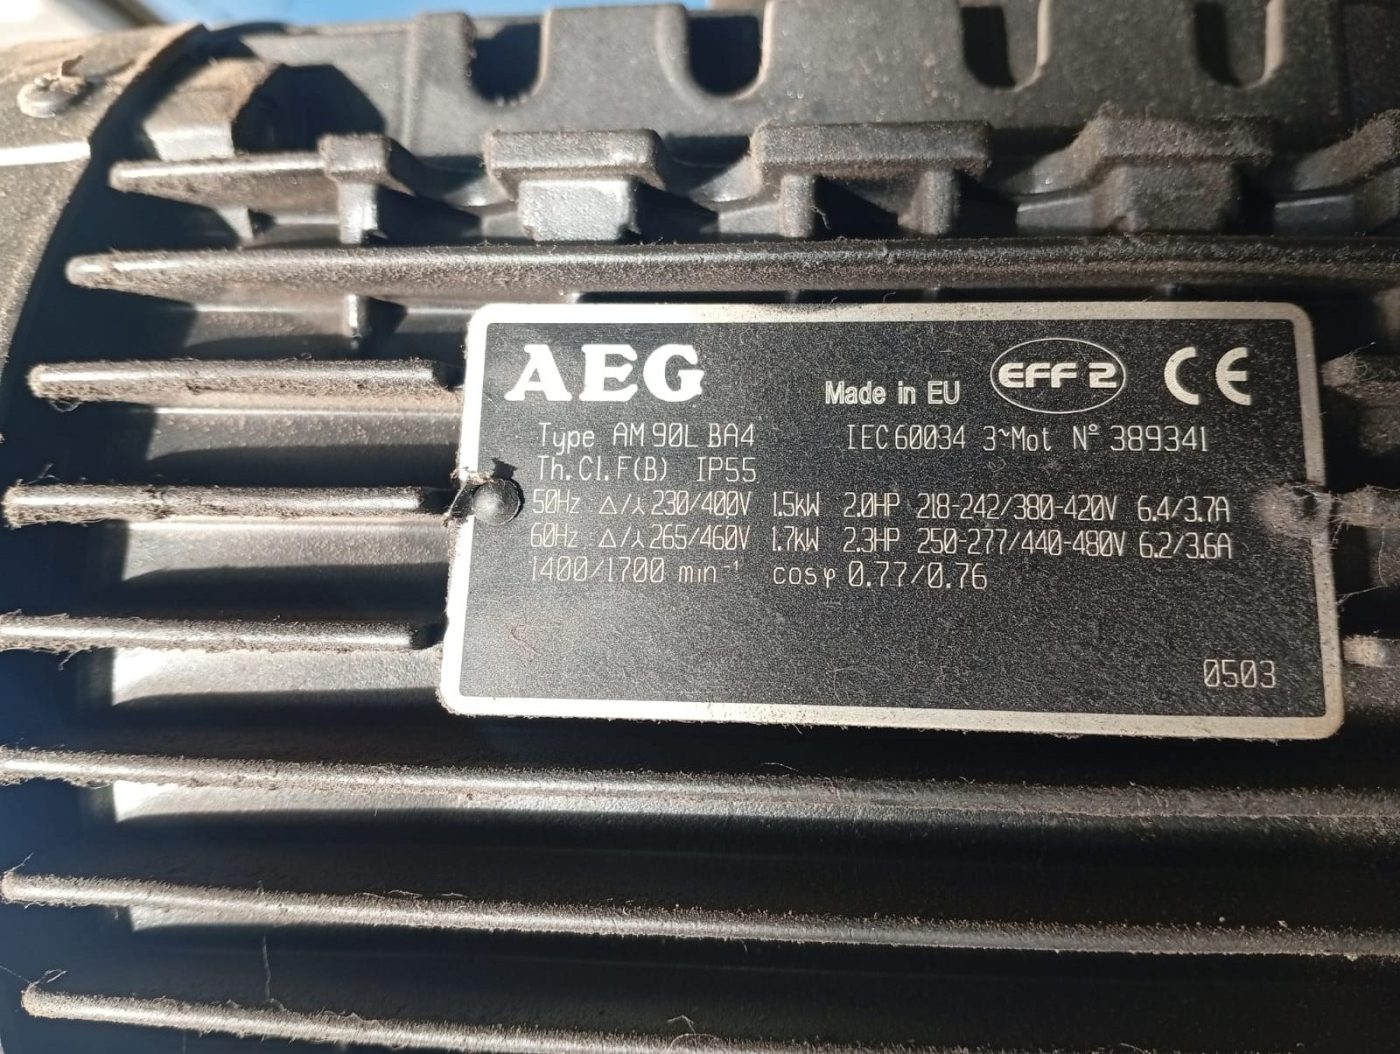 AEG
Made in EU EFF 2 CE
Type AM 90L BA4 IEC 60034 3~Mot N° 389341
Th.Cl.F(B) IP55
50Hz △/⅄ 230/400V 1.5kW 2.0HP 218-242/380-420V 6.4/3.7A
60Hz △/⅄ 265/460V 1.7kW 2.3HP 250-277/440-480V 6.2/3.6A
1400/1700 min⁻¹ cosφ 0.77/0.76
0503